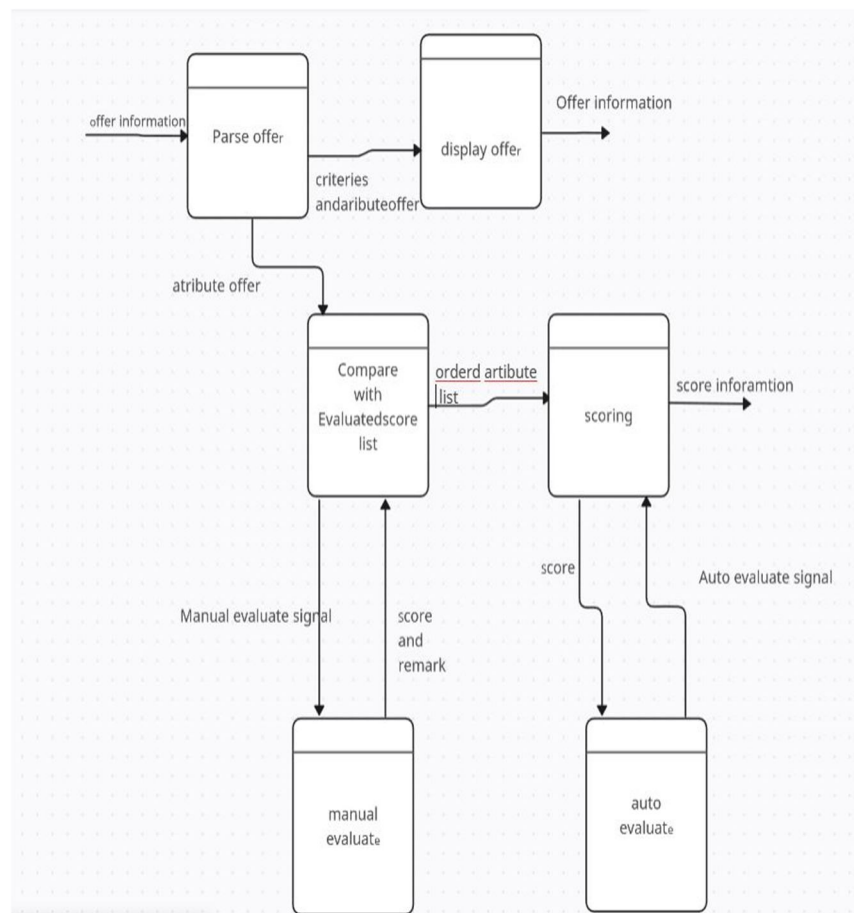 offer information
Parse offer
criteries
andaributeoffer
display offer
Offer information
atribute offer
Compare
with
Evaluatedscore
list
orderd artibute
list
scoring
score inforamtion
Manual evaluate signal
score
and
remark
score
Auto evaluate signal
manual
evaluate
auto
evaluate